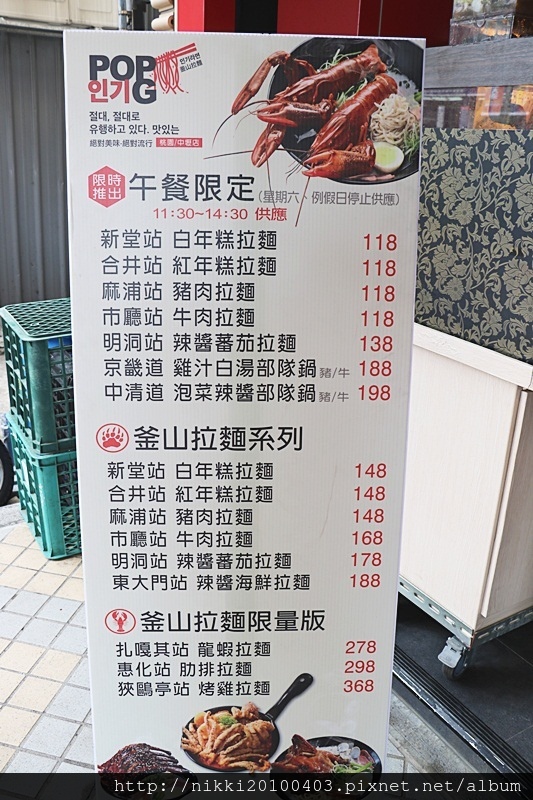 POP
인기G
인기라면
釜山拉麵
절대, 절대로
유행하고 있다. 맛있는
絕對美味·絕對流行 桃園/中壢店
限時
推出
午餐限定(星期六、例假日停止供應)
11:30~14:30 供應
新堂站 白年糕拉麵 118
合井站 紅年糕拉麵 118
麻浦站 豬肉拉麵 118
市廳站 牛肉拉麵 118
明洞站 辣醬蕃茄拉麵 138
京畿道 雞汁白湯部隊鍋 豬/牛 188
中清道 泡菜辣醬部隊鍋 豬/牛 198
釜山拉麵系列
新堂站 白年糕拉麵 148
合井站 紅年糕拉麵 148
麻浦站 豬肉拉麵 148
市廳站 牛肉拉麵 168
明洞站 辣醬蕃茄拉麵 178
東大門站 辣醬海鮮拉麵 188
釜山拉麵限量版
扎嘎其站 龍蝦拉麵 278
惠化站 肋排拉麵 298
狹鷗亭站 烤雞拉麵 368
http://nikki20100403.pixnet.net/album